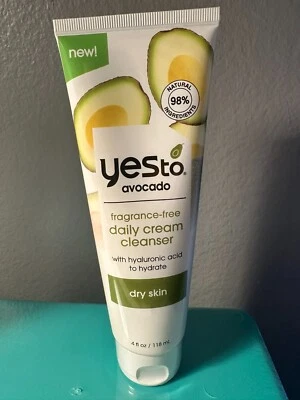 new!
NATURAL
98%
INGREDIENTS
yes to
avocado
fragrance-free
daily cream
cleanser
with hyaluronic acid
to hydrate
dry skin
4 fl oz / 118 ml